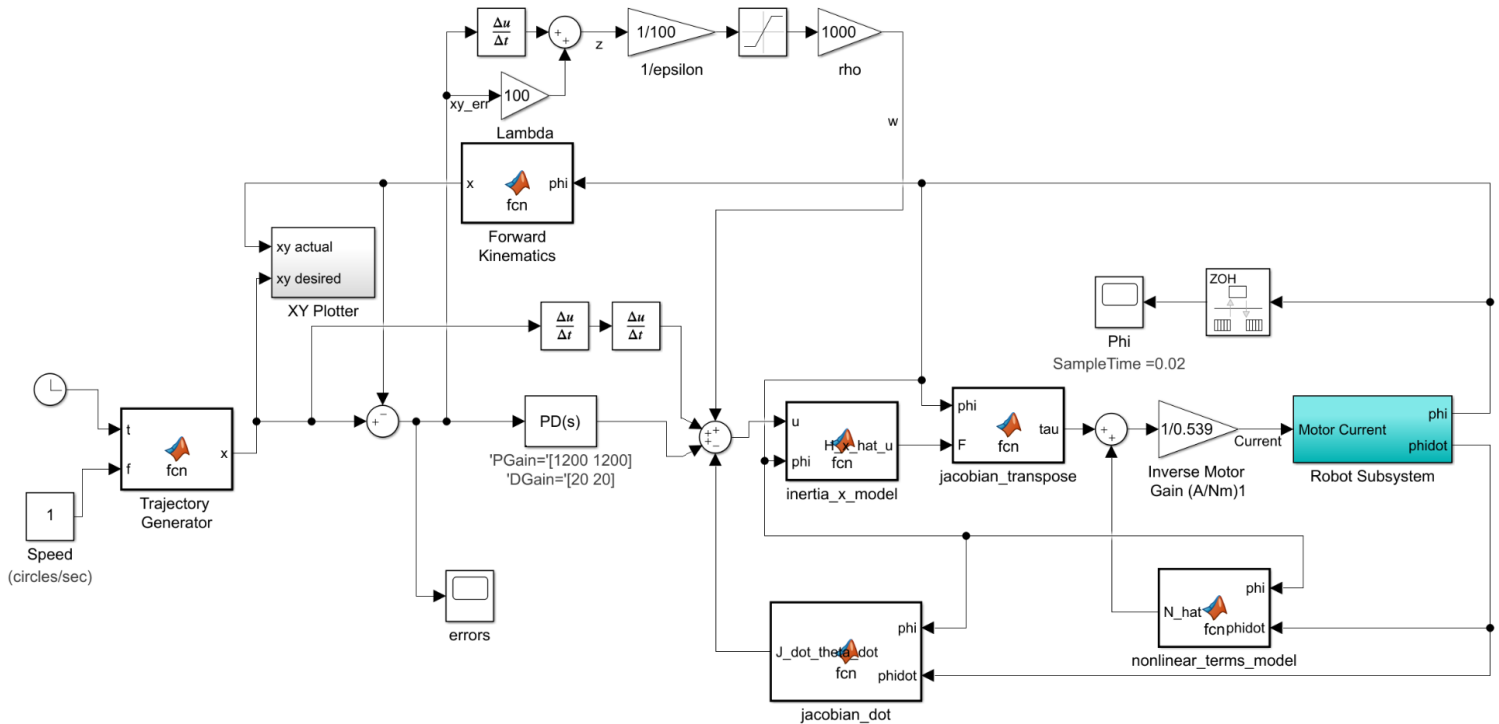 Δu
Δt
+
+
z
1/100
1/epsilon
1000
rho
xy_err
100
Lambda
w
x
phi
fcn
Forward
Kinematics
xy actual
xy desired
XY Plotter
Δu
Δt
Δu
Δt
ZOH
Phi
SampleTime =0.02
t
f
x
fcn
Trajectory
Generator
1
Speed
(circles/sec)
−
+
PD(s)
'PGain='[1200 1200]
'DGain='[20 20]
+
+
+
−
u
phi
H_x_hat_u
fcn
inertia_x_model
phi
F
tau
fcn
jacobian_transpose
+
+
1/0.539
Inverse Motor
Gain (A/Nm)1
Current
Motor Current
phi
phidot
Robot Subsystem
errors
J_dot_theta_dot
phi
phidot
fcn
jacobian_dot
N_hat
phi
phidot
fcn
nonlinear_terms_model